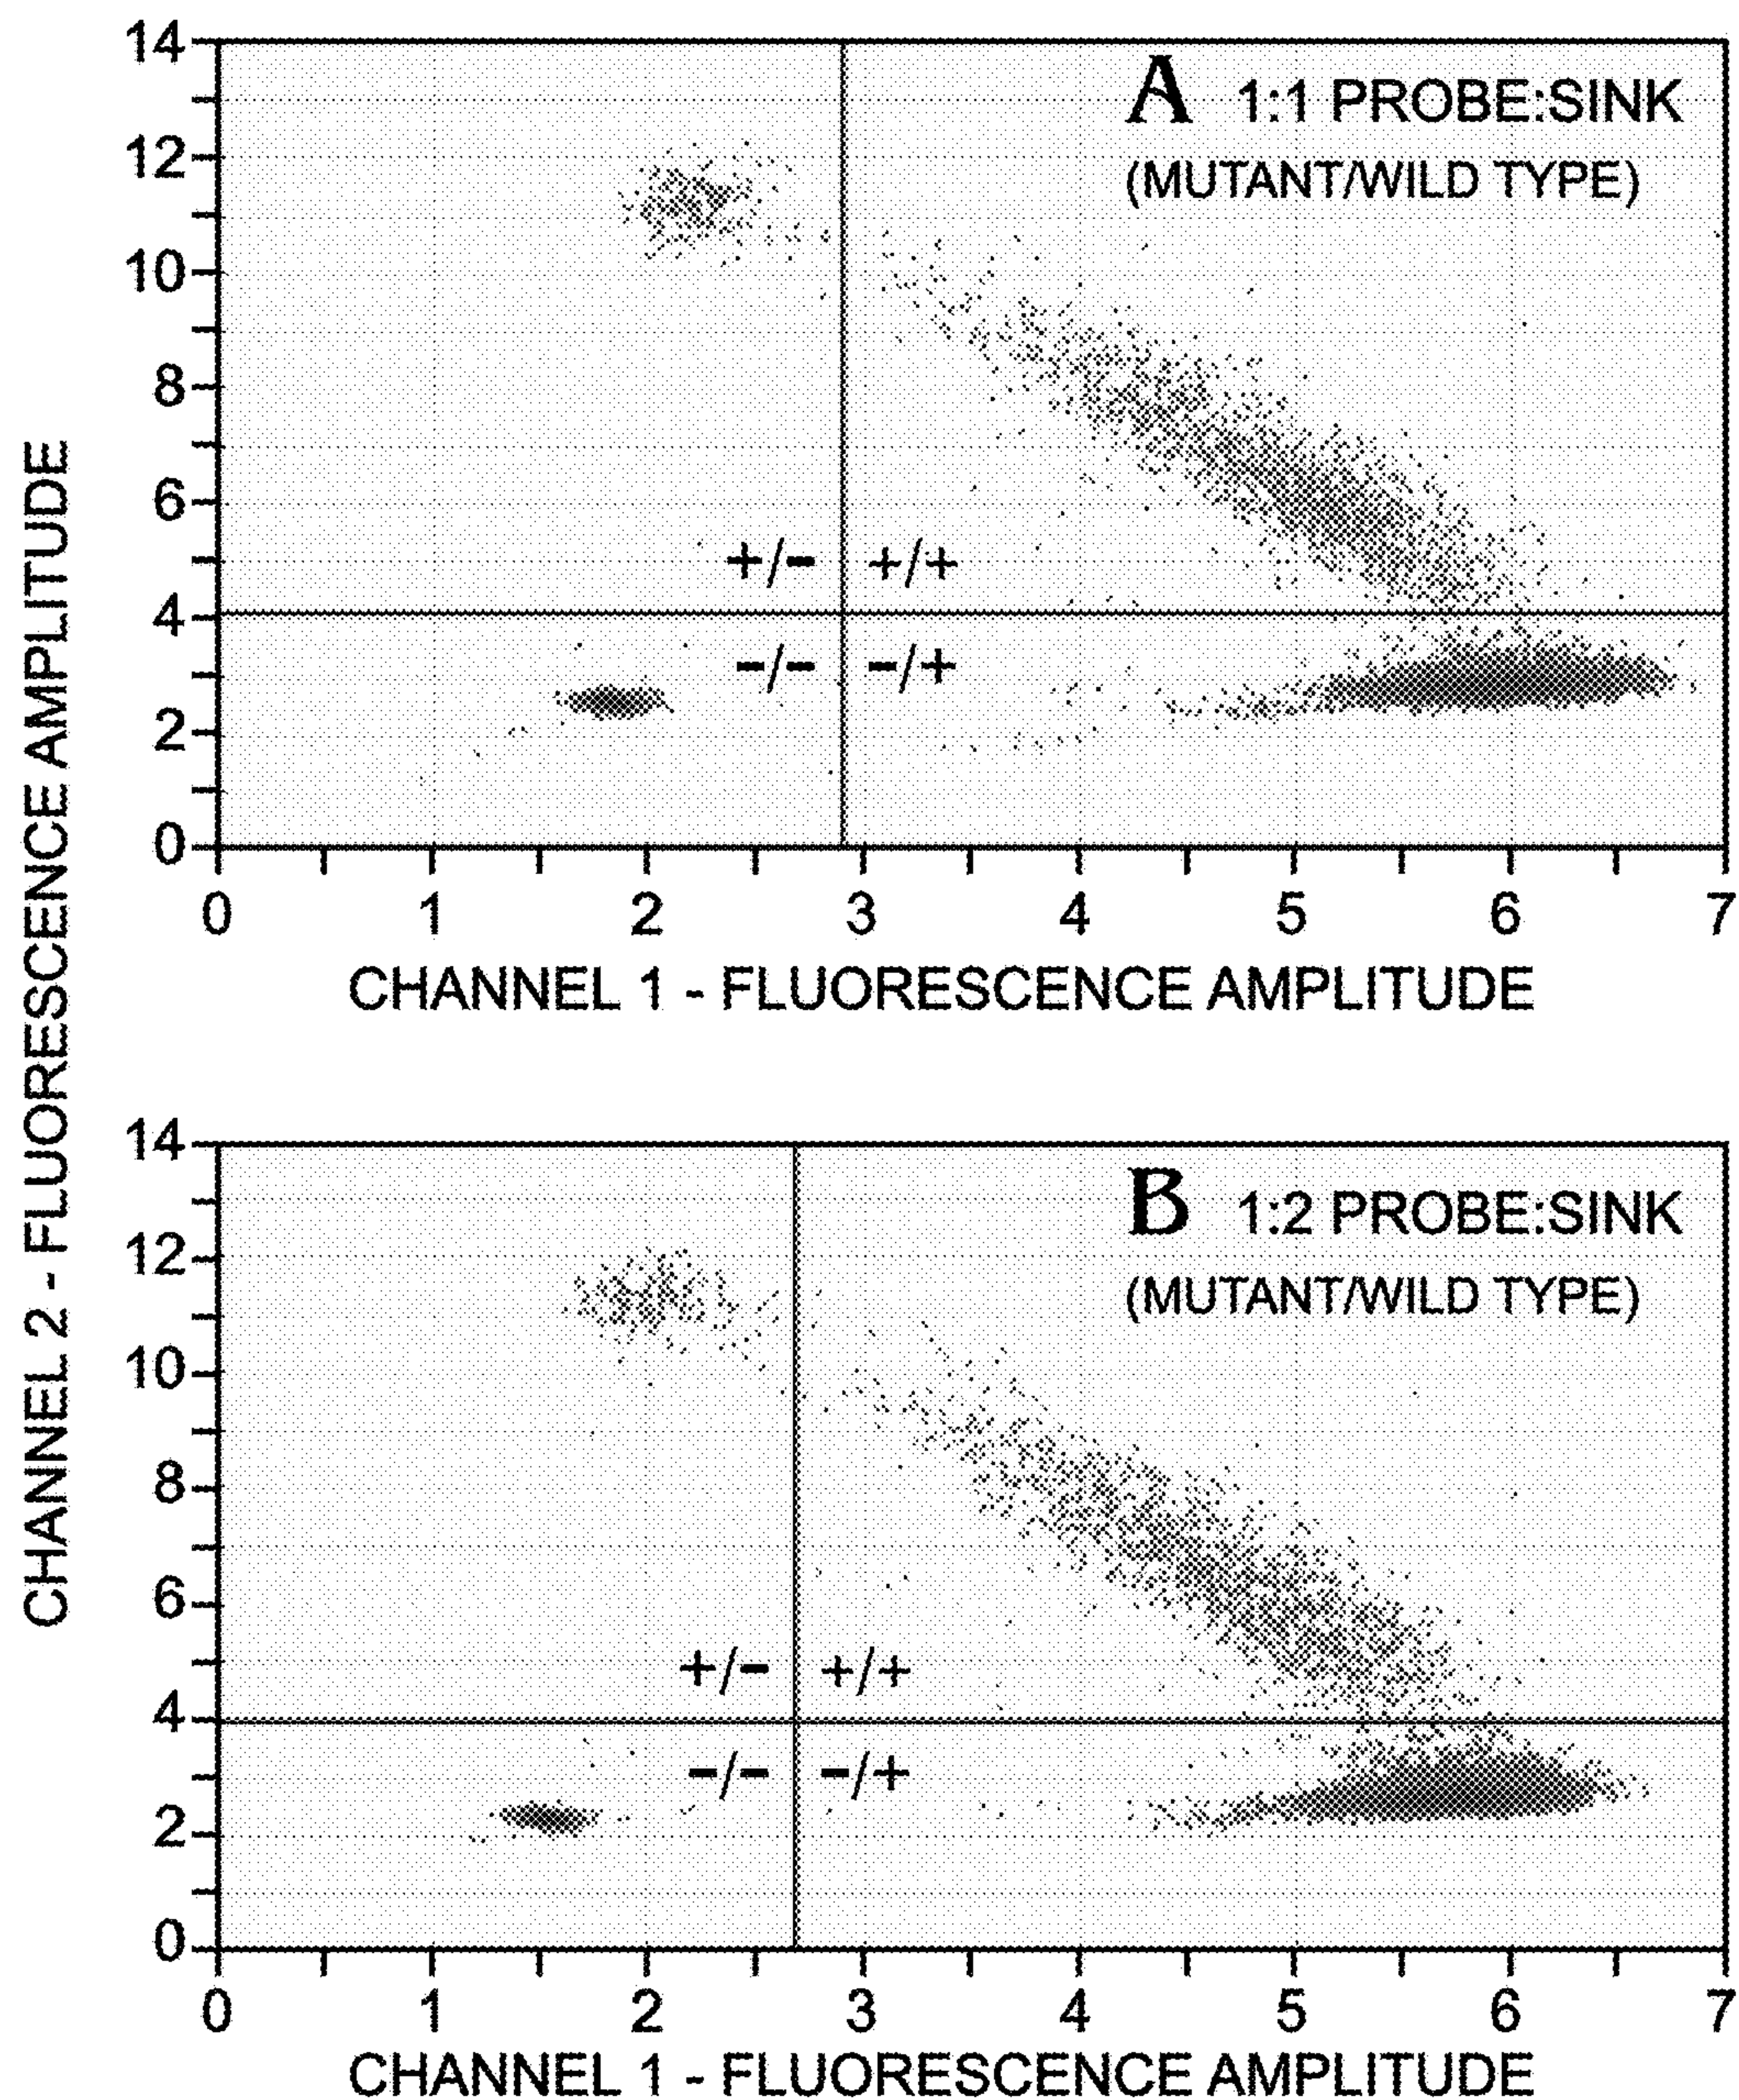 CHANNEL 2 - FLUORESCENCE AMPLITUDE
14
12
10
8
6
4
2
0
A 1:1 PROBE:SINK
(MUTANT/WILD TYPE)
+/- +/+
-/- -/+
0 1 2 3 4 5 6 7
CHANNEL 1 - FLUORESCENCE AMPLITUDE
14
12
10
8
6
4
2
0
B 1:2 PROBE:SINK
(MUTANT/WILD TYPE)
+/- +/+
-/- -/+
0 1 2 3 4 5 6 7
CHANNEL 1 - FLUORESCENCE AMPLITUDE